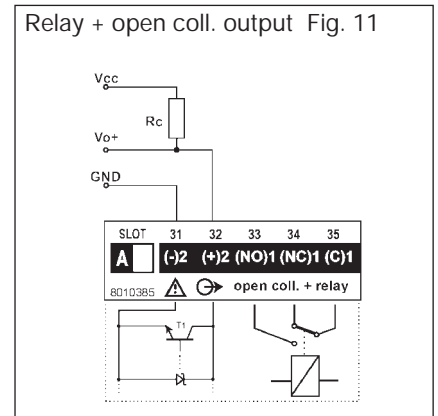 Relay + open coll. output Fig. 11
Vcc
Rc
Vo+
GND
SLOT 31 32 33 34 35
A (-)2 (+)2 (NO)1 (NC)1 (C)1
8010385 open coll. + relay
T1